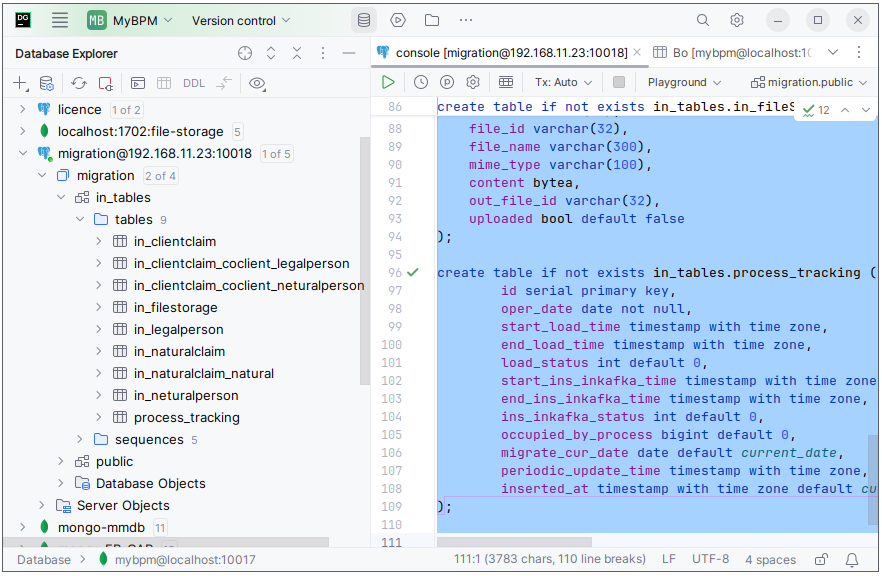 DG
MB MyBPM Version control
Database Explorer
console [migration@192.168.11.23:10018]
Bo [mybpm@localhost:10
DDL
Tx: Auto Playground migration.public
licence 1 of 2
localhost:1702:file-storage 5
migration@192.168.11.23:10018 1 of 5
migration 2 of 4
in_tables
tables 9
in_clientclaim
in_clientclaim_coclient_legalperson
in_clientclaim_coclient_neturalperson
in_filestorage
in_legalperson
in_naturalclaim
in_naturalclaim_natural
in_neturalperson
process_tracking
sequences 5
public
Database Objects
Server Objects
mongo-mmdb 11
86 create table if not exists in_tables.in_fileS
12
88 file_id varchar(32),
89 file_name varchar(300),
90 mime_type varchar(100),
91 content bytea,
92 out_file_id varchar(32),
93 uploaded bool default false
94 );
95
96 create table if not exists in_tables.process_tracking (
97 id serial primary key,
98 oper_date date not null,
99 start_load_time timestamp with time zone,
100 end_load_time timestamp with time zone,
101 load_status int default 0,
102 start_ins_inkafka_time timestamp with time zone
103 end_ins_inkafka_time timestamp with time zone,
104 ins_inkafka_status int default 0,
105 occupied_by_process bigint default 0,
106 migrate_cur_date date default current_date,
107 periodic_update_time timestamp with time zone,
108 inserted_at timestamp with time zone default cu
109 );
110
111
Database mybpm@localhost:10017
111:1 (3783 chars, 110 line breaks) LF UTF-8 4 spaces